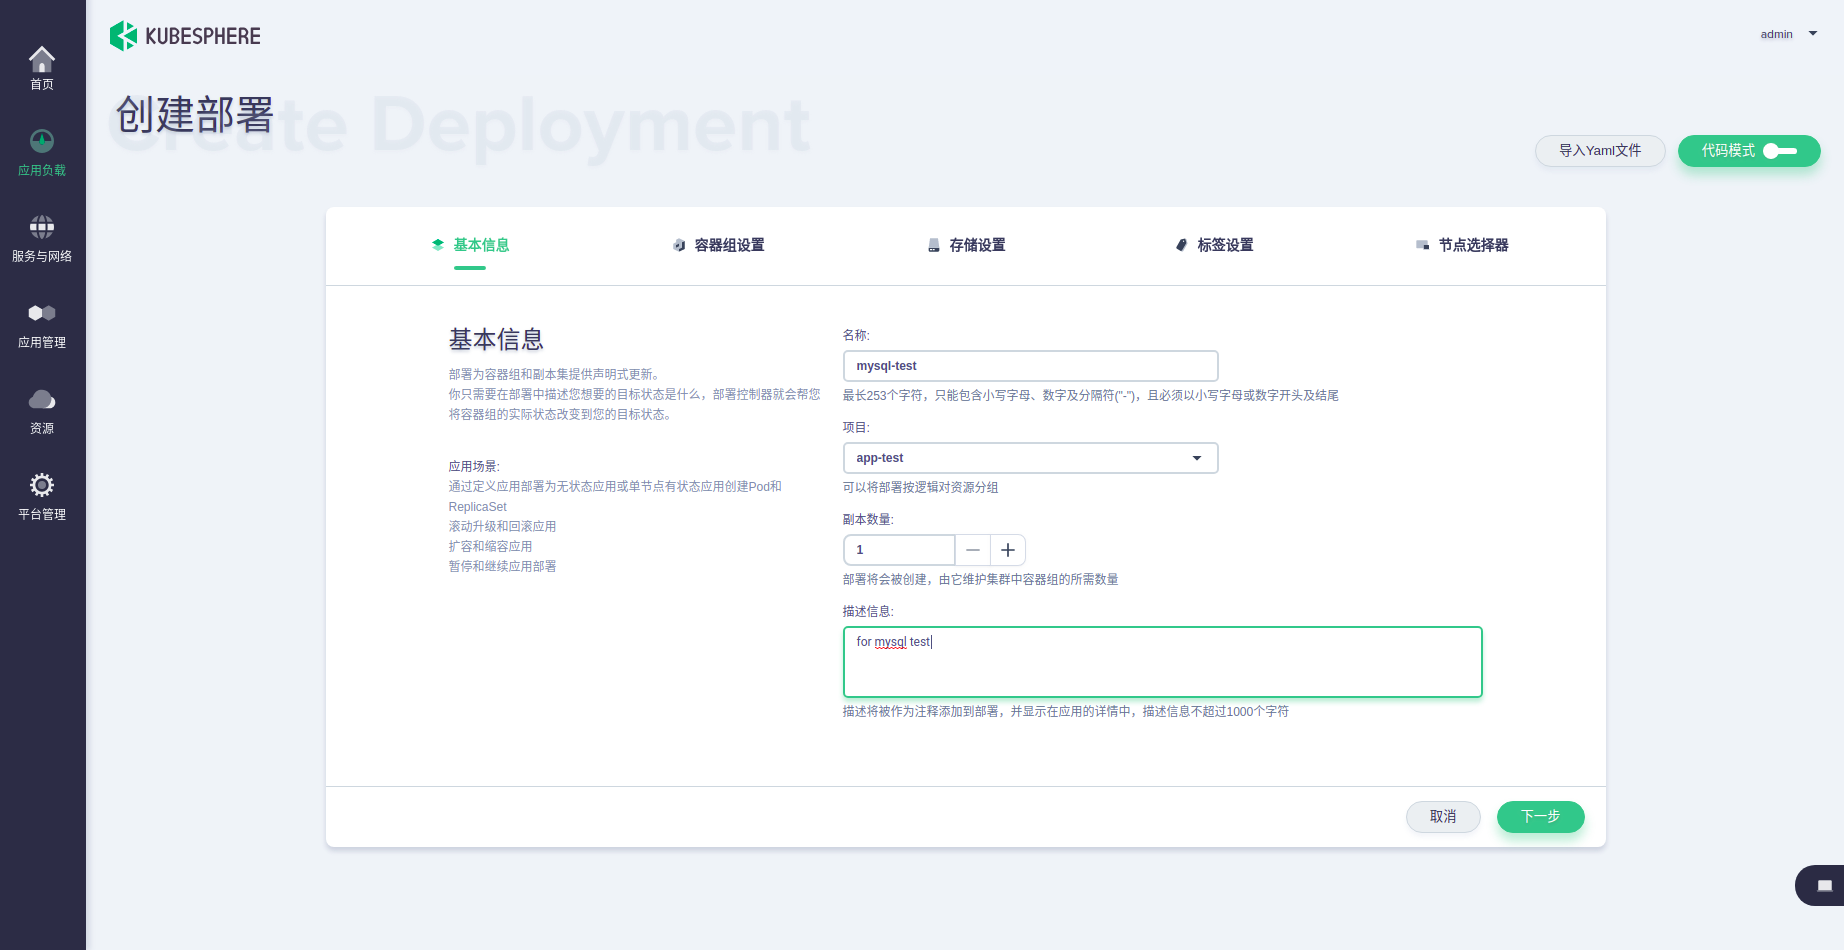 KUBESPHERE
admin
首页
应用负载
服务与网络
应用管理
资源
平台管理
Create Deployment
创建部署
导入Yaml文件
代码模式
基本信息
容器组设置
存储设置
标签设置
节点选择器
基本信息
部署为容器组和副本集提供声明式更新。
你只需要在部署中描述您想要的目标状态是什么，部署控制器就会帮您
将容器组的实际状态改变到您的目标状态。
应用场景:
通过定义应用部署为无状态应用或单节点有状态应用创建Pod和
ReplicaSet
滚动升级和回滚应用
扩容和缩容应用
暂停和继续应用部署
名称:
mysql-test
最长253个字符，只能包含小写字母、数字及分隔符("-")，且必须以小写字母或数字开头及结尾
项目:
app-test
可以将部署按逻辑对资源分组
副本数量:
1
部署将会被创建，由它维护集群中容器组的所需数量
描述信息:
for mysql test
描述将被作为注释添加到部署，并显示在应用的详情中，描述信息不超过1000个字符
取消
下一步